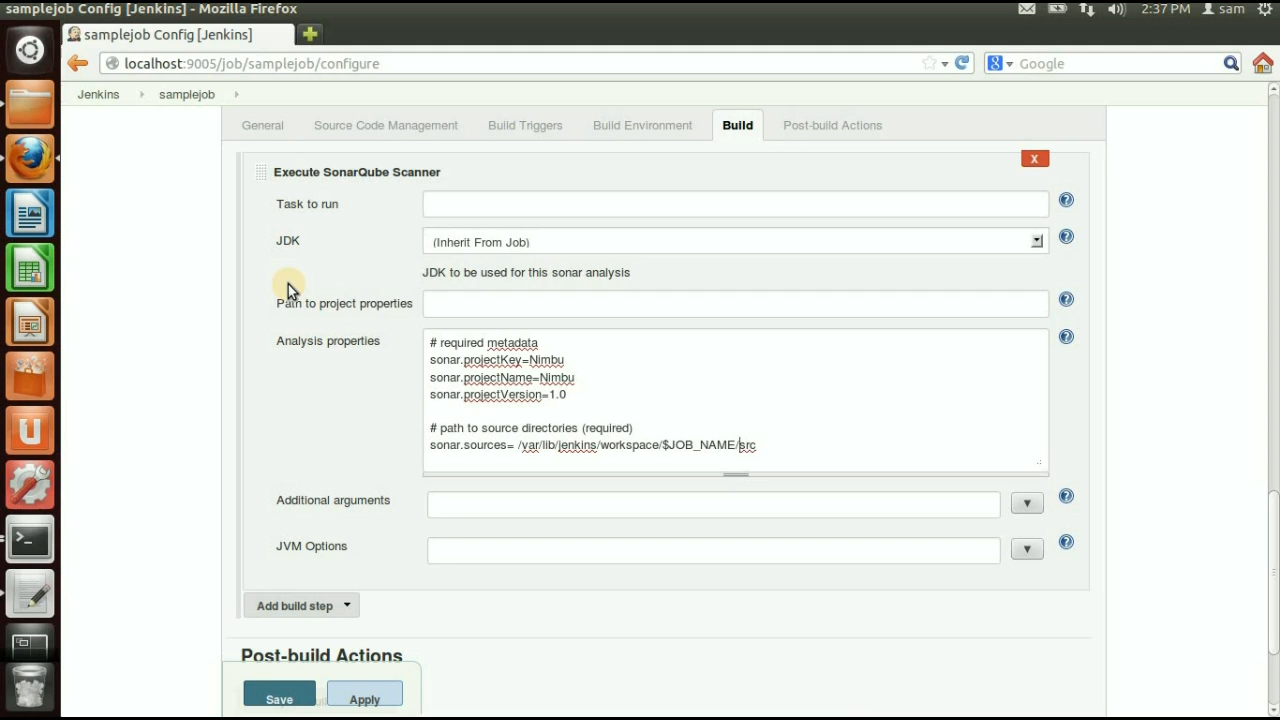 samplejob Config [Jenkins] - Mozilla Firefox
2:37 PM
sam
samplejob Config [Jenkins]
localhost:9005/job/samplejob/configure
Google
Jenkins
samplejob
General
Source Code Management
Build Triggers
Build Environment
Build
Post-build Actions
Execute SonarQube Scanner
X
Task to run
JDK
(Inherit From Job)
JDK to be used for this sonar analysis
Path to project properties
Analysis properties
# required metadata
sonar.projectKey=Nimbu
sonar.projectName=Nimbu
sonar.projectVersion=1.0
# path to source directories (required)
sonar.sources= /var/lib/jenkins/workspace/$JOB_NAME/src
Additional arguments
JVM Options
Add build step
Post-build Actions
Save
Apply